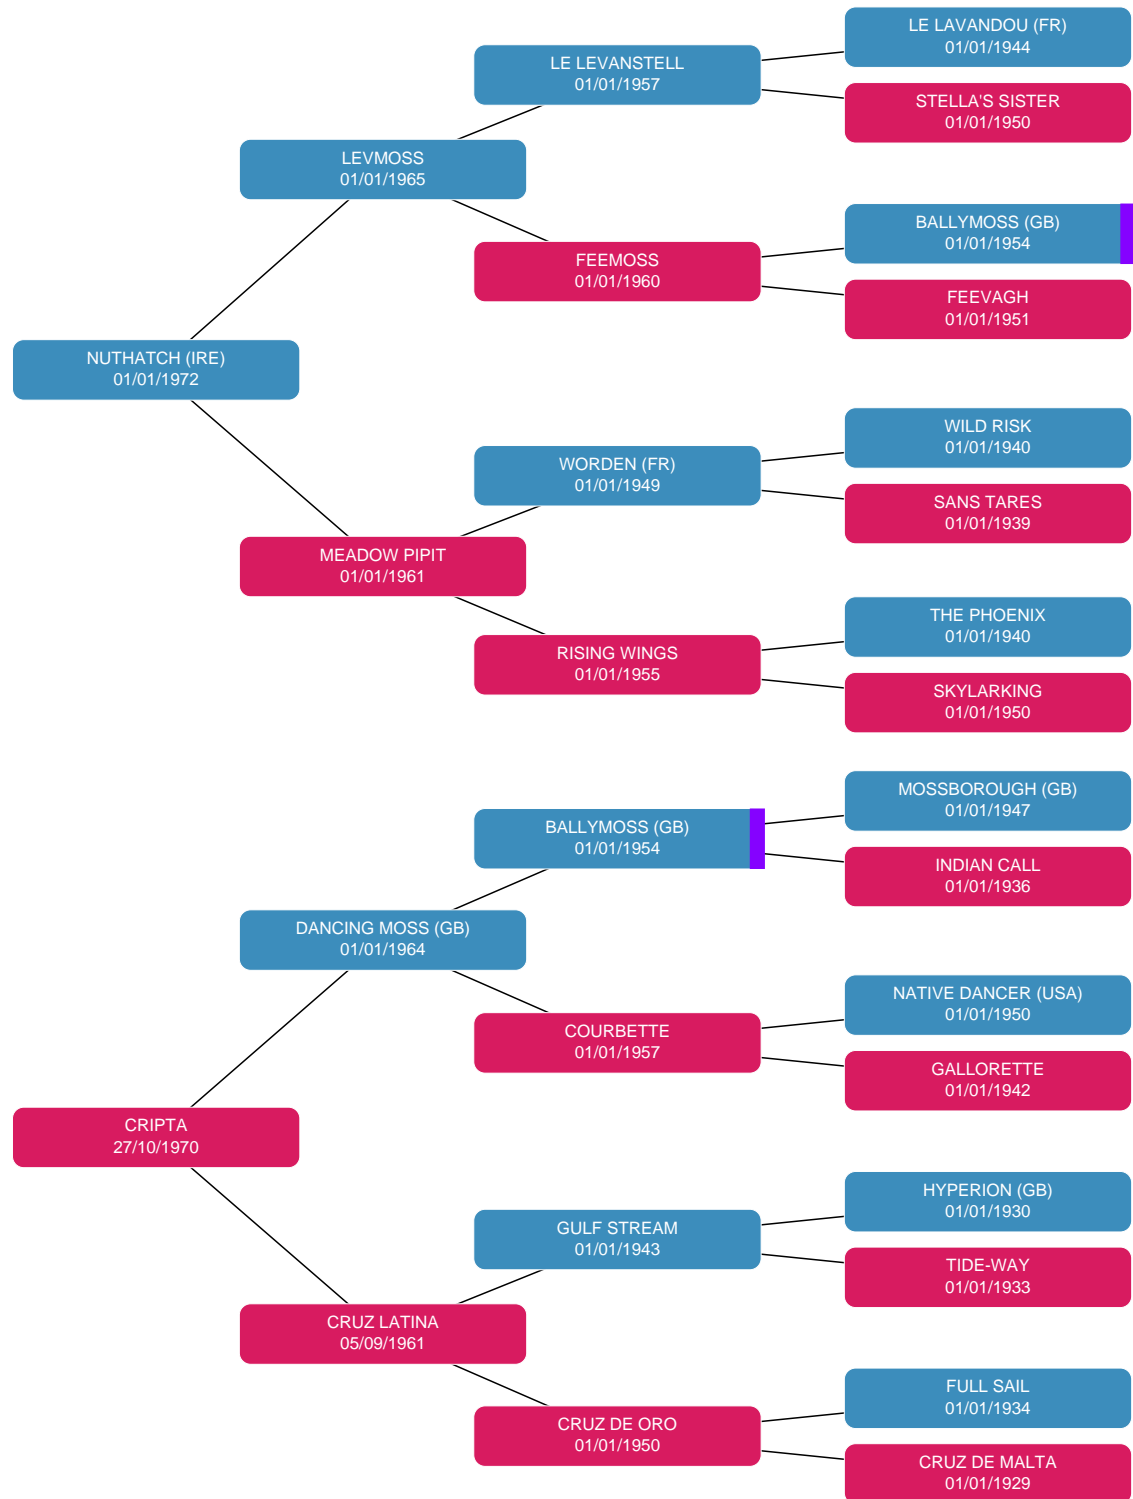 LE LAVANDOU (FR)
01/01/1944
LE LEVANSTELL
01/01/1957
STELLA'S SISTER
01/01/1950
LEVMOSS
01/01/1965
BALLYMOSS (GB)
01/01/1954
FEEMOSS
01/01/1960
FEEVAGH
01/01/1951
NUTHATCH (IRE)
01/01/1972
WILD RISK
01/01/1940
WORDEN (FR)
01/01/1949
SANS TARES
01/01/1939
MEADOW PIPIT
01/01/1961
THE PHOENIX
01/01/1940
RISING WINGS
01/01/1955
SKYLARKING
01/01/1950
MOSSBOROUGH (GB)
01/01/1947
BALLYMOSS (GB)
01/01/1954
INDIAN CALL
01/01/1936
DANCING MOSS (GB)
01/01/1964
NATIVE DANCER (USA)
01/01/1950
COURBETTE
01/01/1957
GALLORETTE
01/01/1942
CRIPTA
27/10/1970
HYPERION (GB)
01/01/1930
GULF STREAM
01/01/1943
TIDE-WAY
01/01/1933
CRUZ LATINA
05/09/1961
FULL SAIL
01/01/1934
CRUZ DE ORO
01/01/1950
CRUZ DE MALTA
01/01/1929